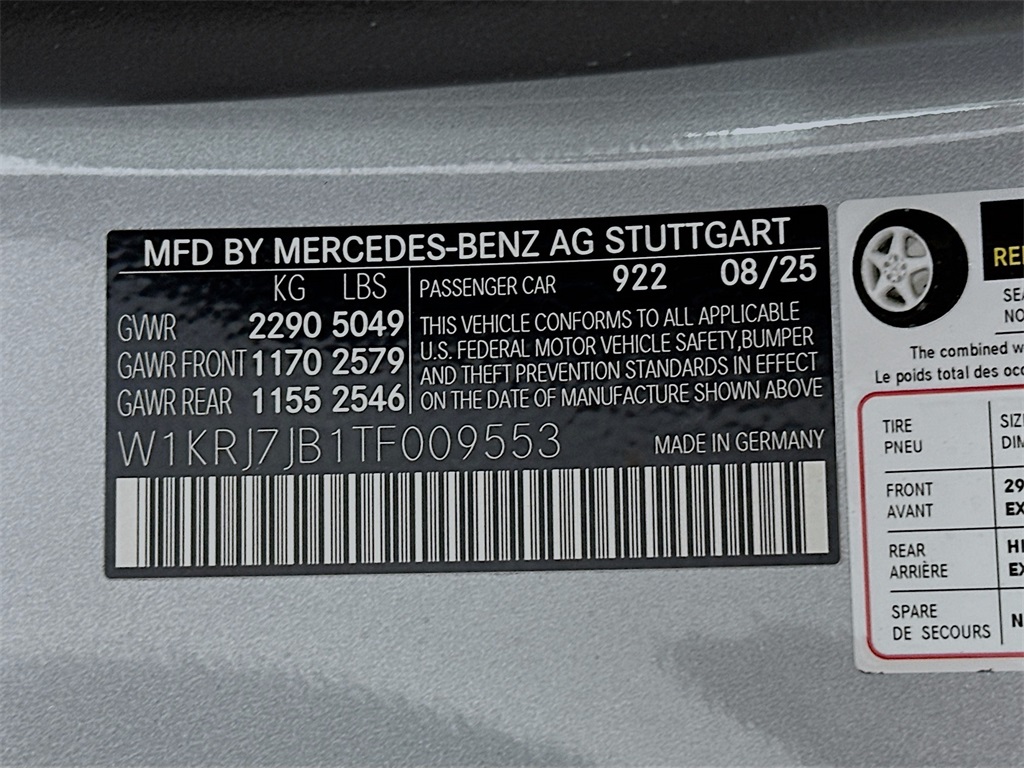 MFD BY MERCEDES-BENZ AG STUTTGART
KG LBS
GVWR 2290 5049
GAWR FRONT 1170 2579
GAWR REAR 1155 2546
PASSENGER CAR 922 08/25
THIS VEHICLE CONFORMS TO ALL APPLICABLE
U.S. FEDERAL MOTOR VEHICLE SAFETY,BUMPER
AND THEFT PREVENTION STANDARDS IN EFFECT
ON THE DATE OF MANUFACTURE SHOWN ABOVE
W1KRJ7JB1TF009553
MADE IN GERMANY
The combined
Le poids total des
TIRE
PNEU
FRONT
AVANT
REAR
ARRIÈRE
SPARE
DE SECOURS